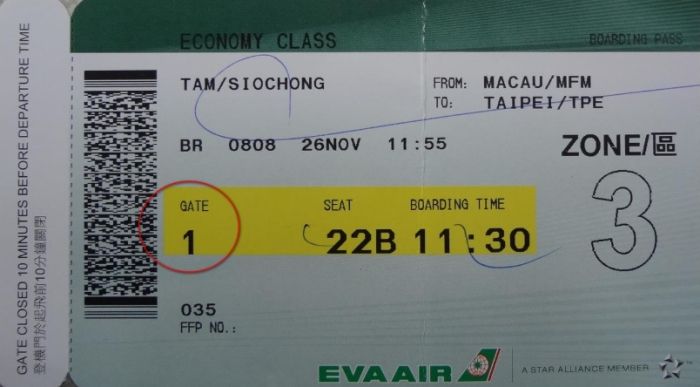 GATE CLOSED 10 MINUTES BEFORE DEPARTURE TIME
登機門於起飛前10分鐘關閉
ECONOMY CLASS
BOARDING PASS
TAM/SIOCHONG
FROM: MACAU/MFM
TO: TAIPEI/TPE
BR 0808 26NOV 11:55
ZONE/區
3
GATE SEAT BOARDING TIME
1 22B 11:30
035
FFP NO.:
EVA AIR
A STAR ALLIANCE MEMBER